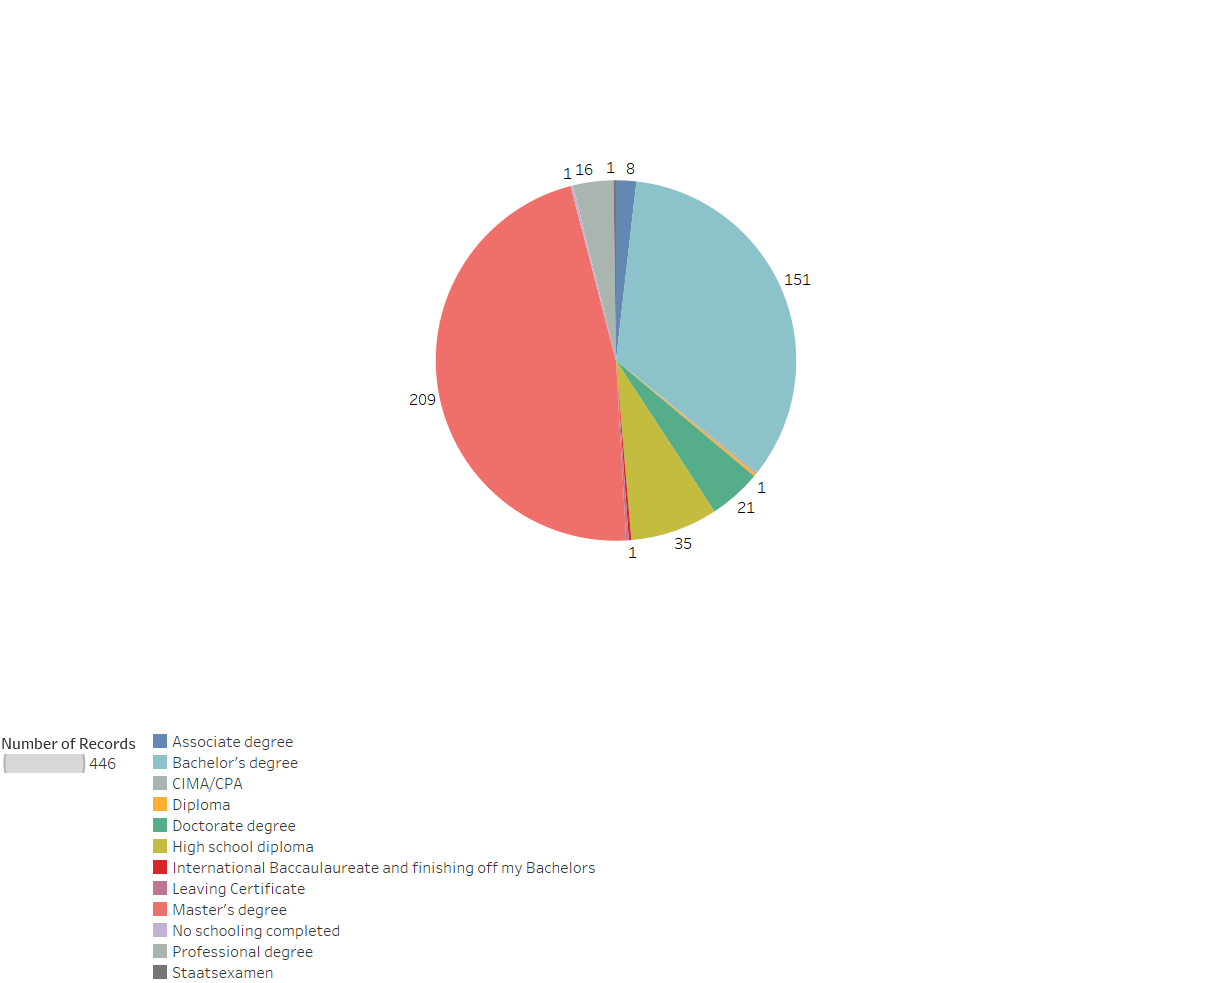 1 16 1 8
151
209
1
21
35
1
Number of Records
446
Associate degree
Bachelor's degree
CIMA/CPA
Diploma
Doctorate degree
High school diploma
International Baccaulaureate and finishing off my Bachelors
Leaving Certificate
Master's degree
No schooling completed
Professional degree
Staatsexamen